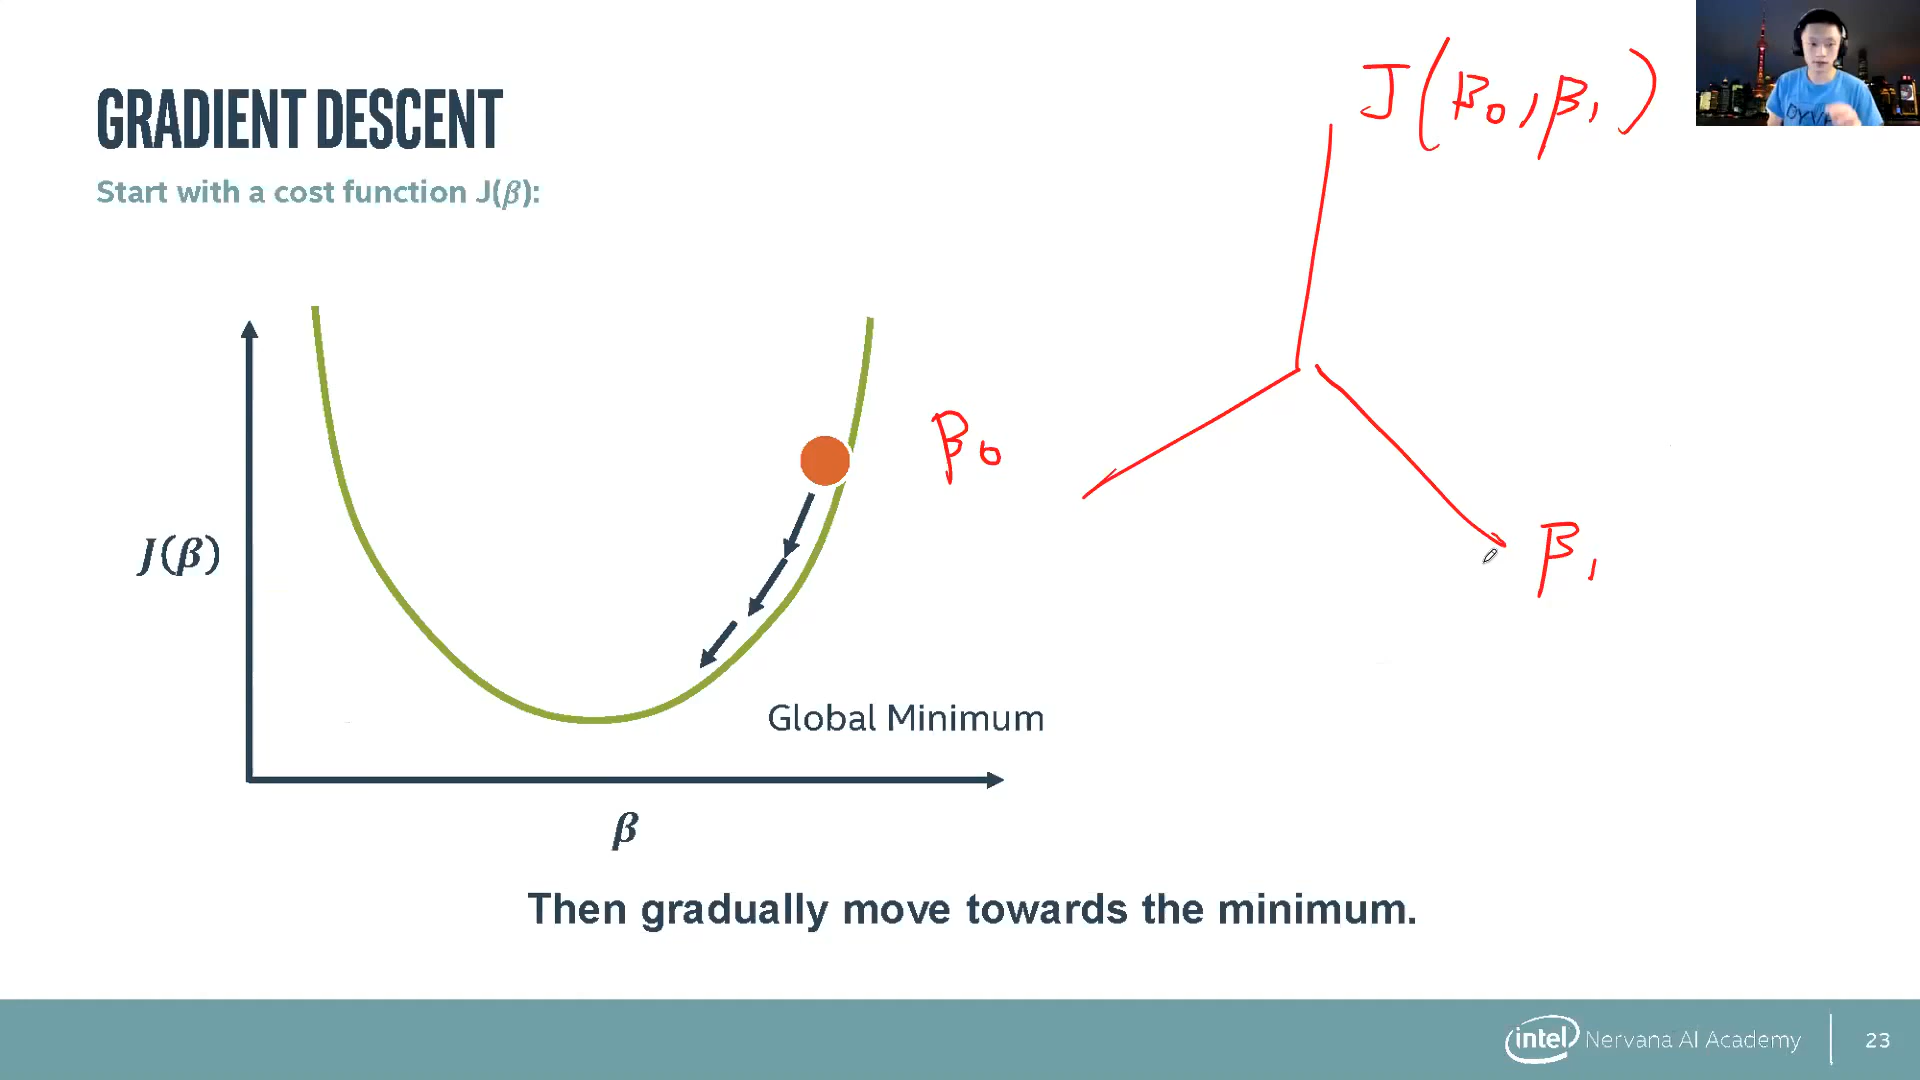 GRADIENT DESCENT
Start with a cost function J(β):
J(β₀, β₁)
J(β)
β₀
β₁
Global Minimum
β
Then gradually move towards the minimum.
intel Nervana AI Academy 23